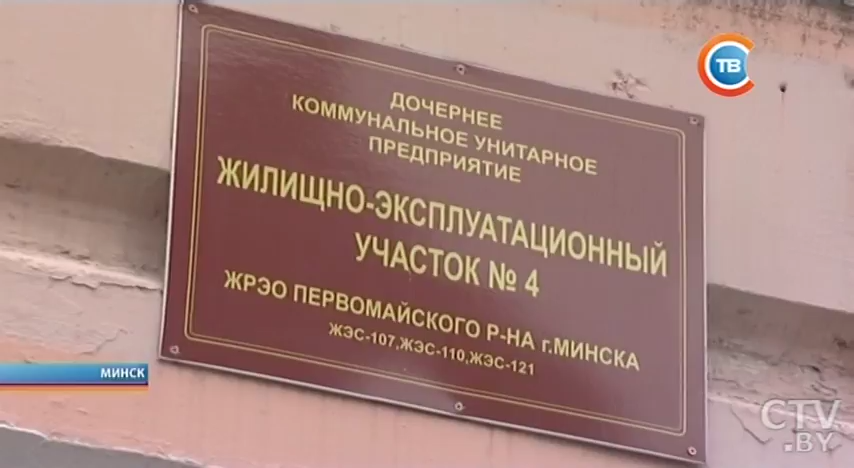 СТВ
ДОЧЕРНЕЕ
КОММУНАЛЬНОЕ УНИТАРНОЕ
ПРЕДПРИЯТИЕ
ЖИЛИЩНО-ЭКСПЛУАТАЦИОННЫЙ
УЧАСТОК № 4
ЖРЭО ПЕРВОМАЙСКОГО Р-НА г.МИНСКА
ЖЭС-107,ЖЭС-110,ЖЭС-121
МИНСК
CTV
.BY